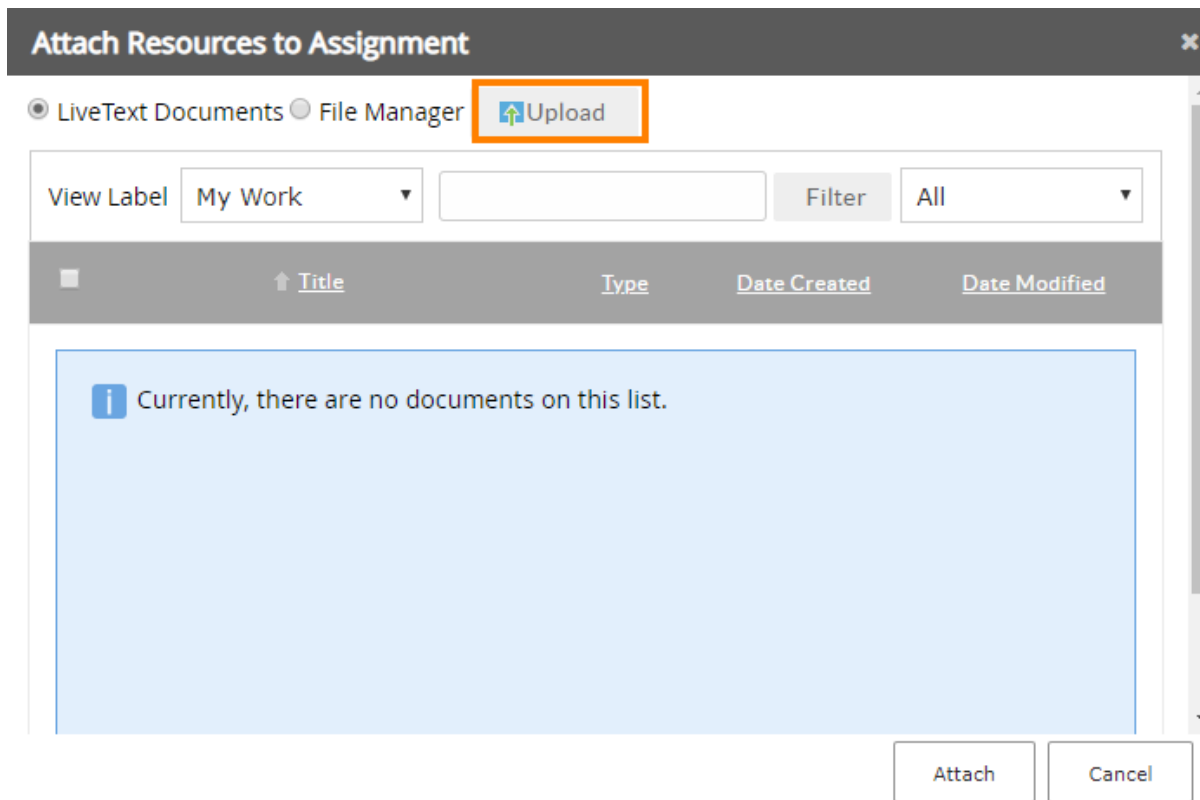 Attach Resources to Assignment
LiveText Documents File Manager Upload
View Label My Work Filter All
Title Type Date Created Date Modified
i Currently, there are no documents on this list.
Attach Cancel